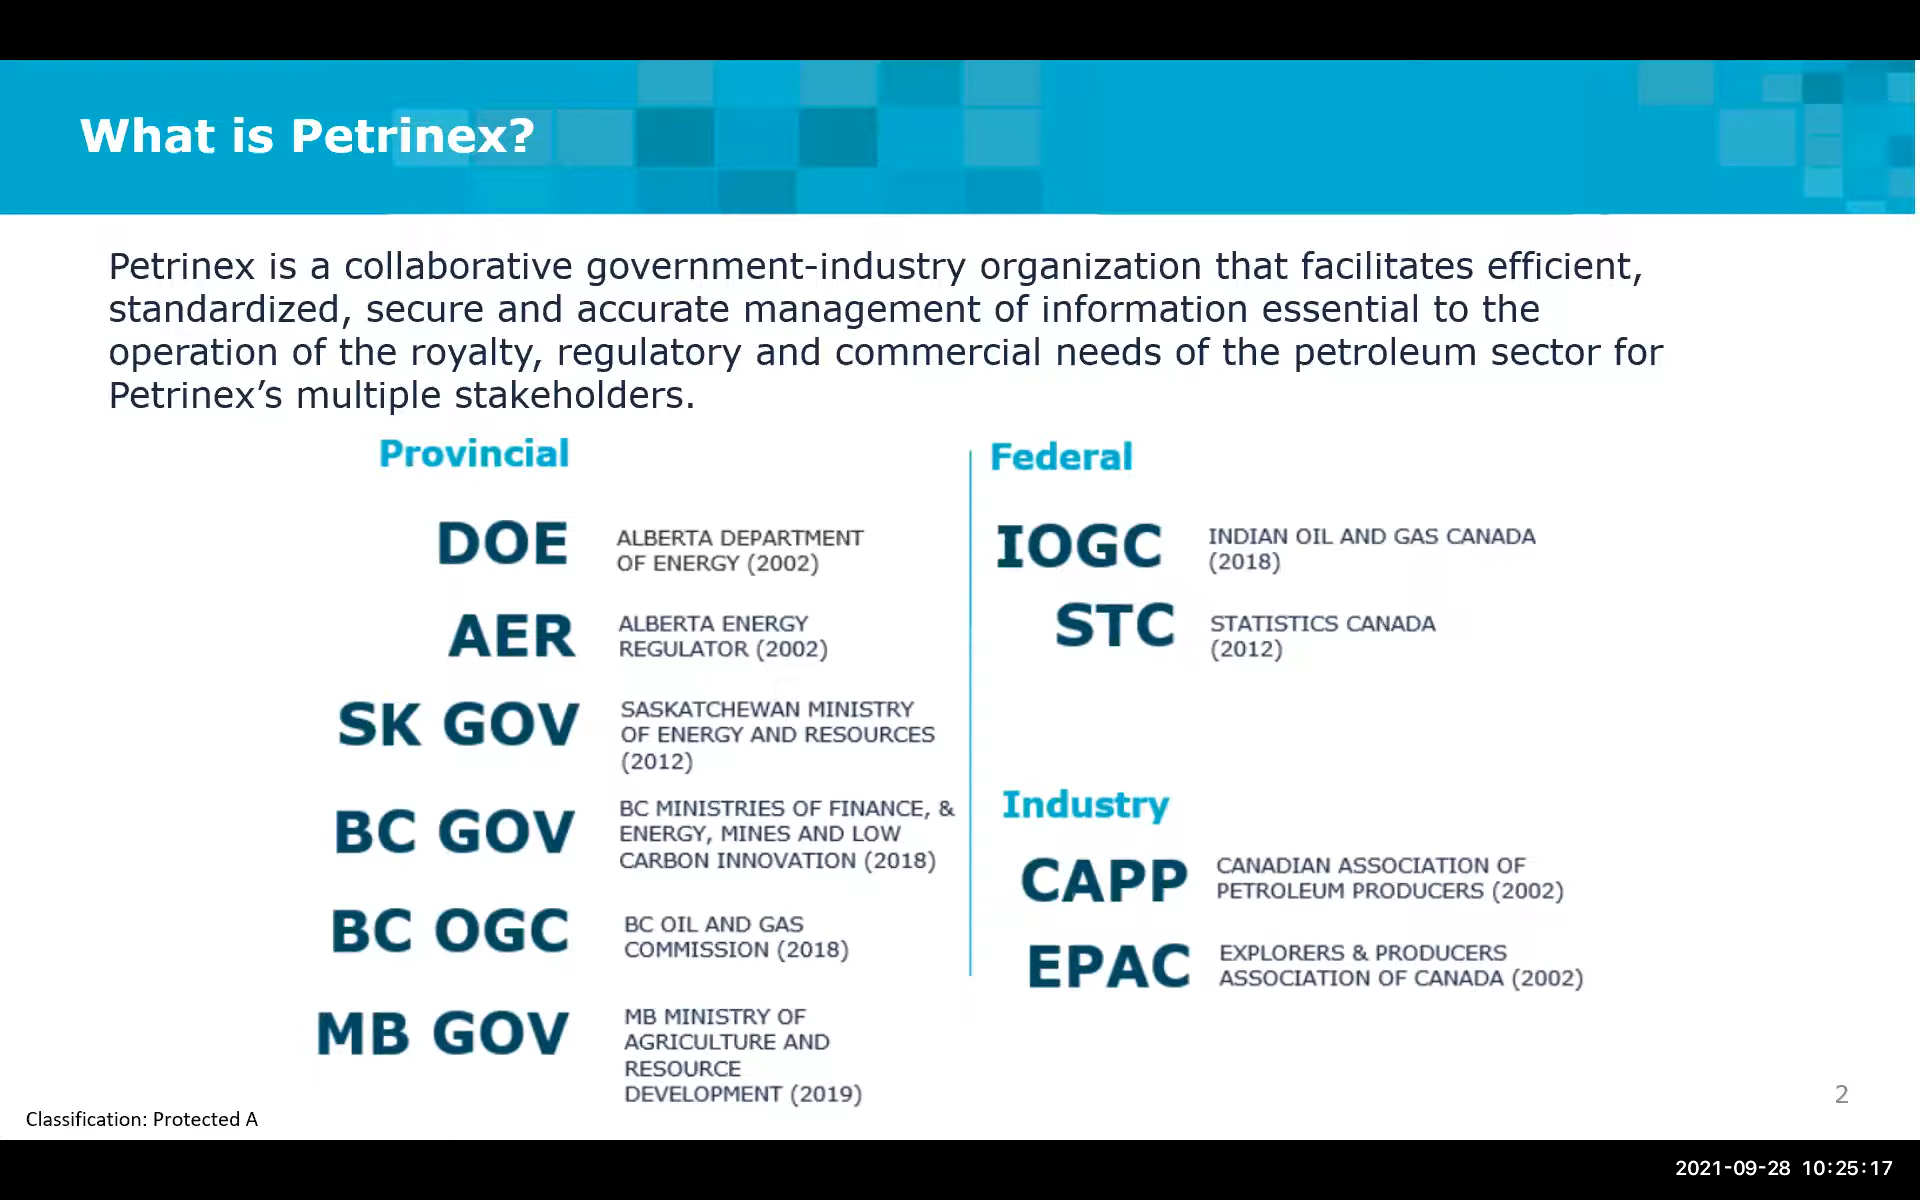 What is Petrinex?
Petrinex is a collaborative government-industry organization that facilitates efficient,
standardized, secure and accurate management of information essential to the
operation of the royalty, regulatory and commercial needs of the petroleum sector for
Petrinex’s multiple stakeholders.
Provincial
DOE
ALBERTA DEPARTMENT
OF ENERGY (2002)
AER
ALBERTA ENERGY
REGULATOR (2002)
SK GOV
SASKATCHEWAN MINISTRY
OF ENERGY AND RESOURCES
(2012)
BC GOV
BC MINISTRIES OF FINANCE, &
ENERGY, MINES AND LOW
CARBON INNOVATION (2018)
BC OGC
BC OIL AND GAS
COMMISSION (2018)
MB GOV
MB MINISTRY OF
AGRICULTURE AND
RESOURCE
DEVELOPMENT (2019)
Federal
IOGC
INDIAN OIL AND GAS CANADA
(2018)
STC
STATISTICS CANADA
(2012)
Industry
CAPP
CANADIAN ASSOCIATION OF
PETROLEUM PRODUCERS (2002)
EPAC
EXPLORERS & PRODUCERS
ASSOCIATION OF CANADA (2002)
2
Classification: Protected A
2021-09-28 10:25:17